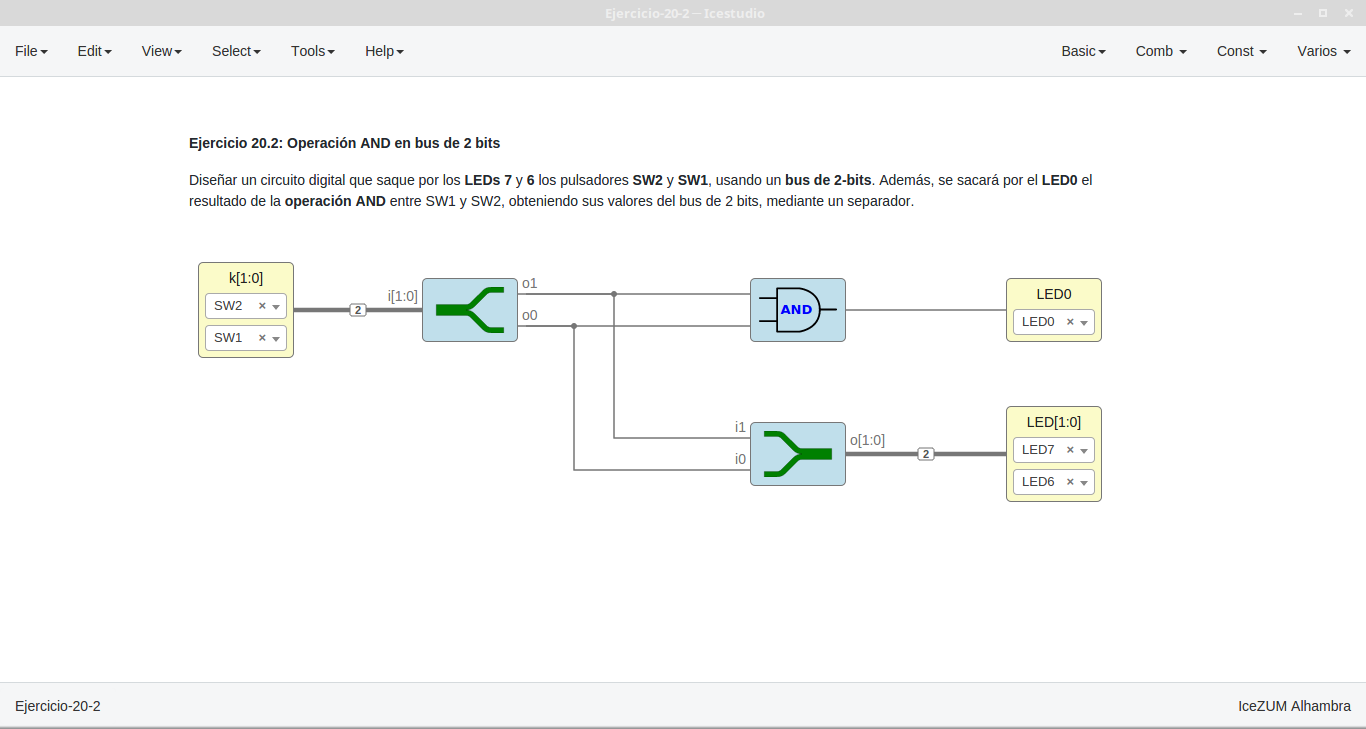 Ejercicio-20-2 – Icestudio
File Edit View Select Tools Help Basic Comb Const Varios
Ejercicio 20.2: Operación AND en bus de 2 bits
Diseñar un circuito digital que saque por los LEDs 7 y 6 los pulsadores SW2 y SW1, usando un bus de 2-bits. Además, se sacará por el LED0 el
resultado de la operación AND entre SW1 y SW2, obteniendo sus valores del bus de 2 bits, mediante un separador.
k[1:0]
SW2 ×
SW1 ×
2
i[1:0]
o1
o0
AND
LED0
LED0 ×
i1
i0
o[1:0]
2
LED[1:0]
LED7 ×
LED6 ×
Ejercicio-20-2
IceZUM Alhambra